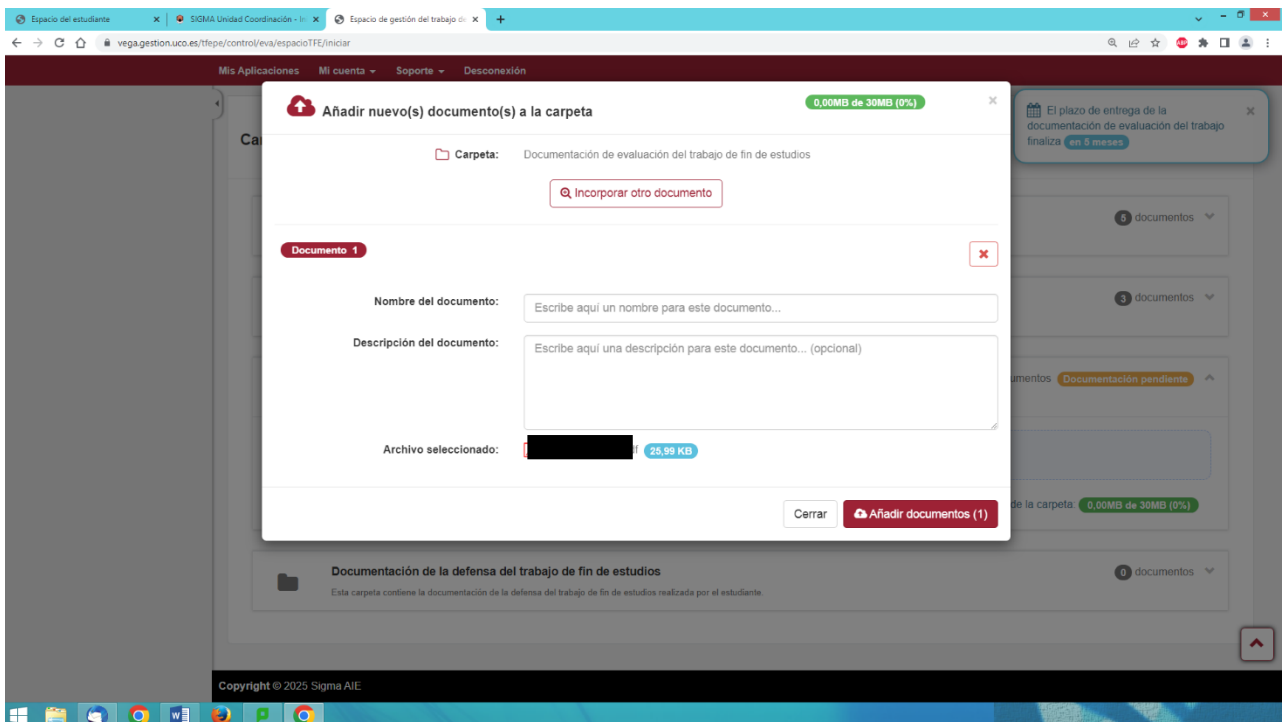 Espacio del estudiante
SIGMA Unidad Coordinación - In
Espacio de gestión del trabajo de
vega.gestion.uco.es/tfepe/control/eva/espacioTFE/iniciar
ABP
Mis Aplicaciones Mi cuenta Soporte Desconexión
Añadir nuevo(s) documento(s) a la carpeta
0,00MB de 30MB (0%)
El plazo de entrega de la
documentación de evaluación del trabajo
finaliza en 5 meses
Ca
Carpeta: Documentación de evaluación del trabajo de fin de estudios
Incorporar otro documento
5 documentos
Documento 1
Nombre del documento: Escribe aquí un nombre para este documento...
3 documentos
Descripción del documento: Escribe aquí una descripción para este documento... (opcional)
umentos Documentación pendiente
Archivo seleccionado: lf 25,99 KB
Cerrar Añadir documentos (1)
de la carpeta: 0,00MB de 30MB (0%)
Documentación de la defensa del trabajo de fin de estudios
0 documentos
Esta carpeta contiene la documentación de la defensa del trabajo de fin de estudios realizada por el estudiante.
Copyright © 2025 Sigma AIE